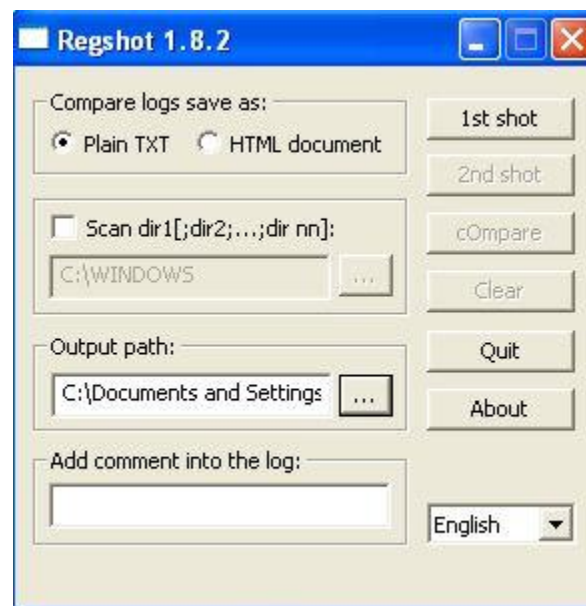 Regshot 1.8.2
Compare logs save as:
Plain TXT HTML document
Scan dir1[;dir2;...;dir nn]:
C:\WINDOWS ...
Output path:
C:\Documents and Settings ...
Add comment into the log:
1st shot
2nd shot
cOmpare
Clear
Quit
About
English